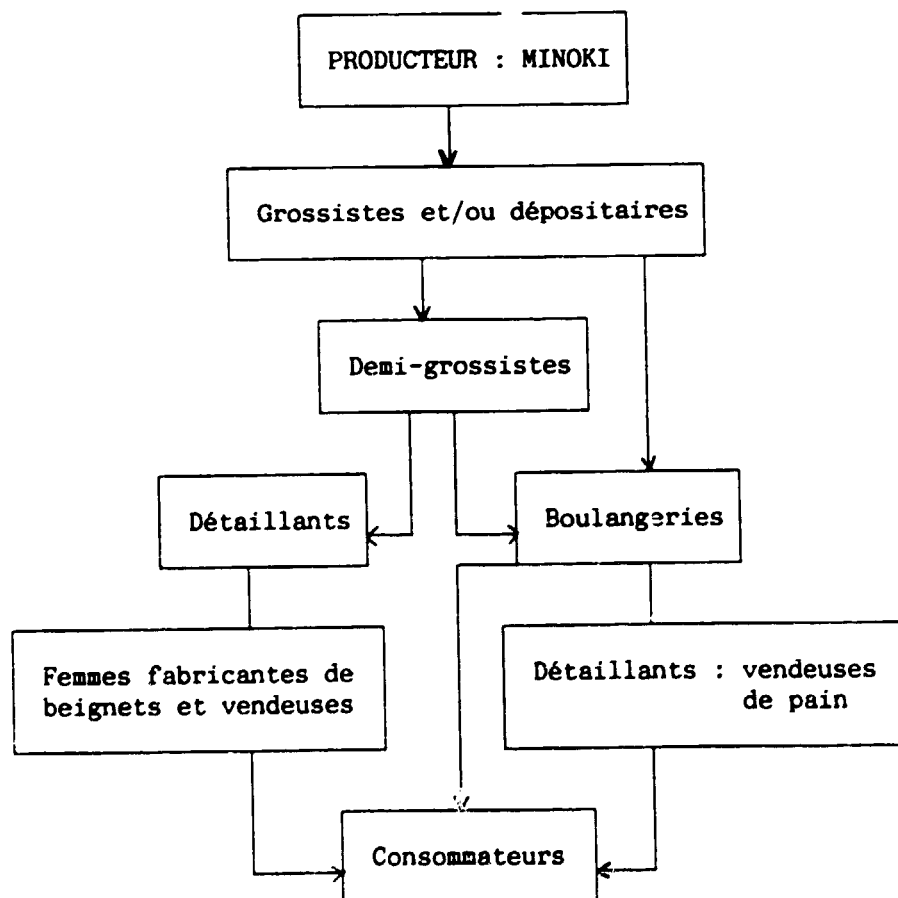 PRODUCTEUR : MINOKI
Grossistes et/ou dépositaires
Demi-grossistes
Détaillants
Boulangeries
Femmes fabricantes de
beignets et vendeuses
Détaillants : vendeuses
de pain
Consommateurs